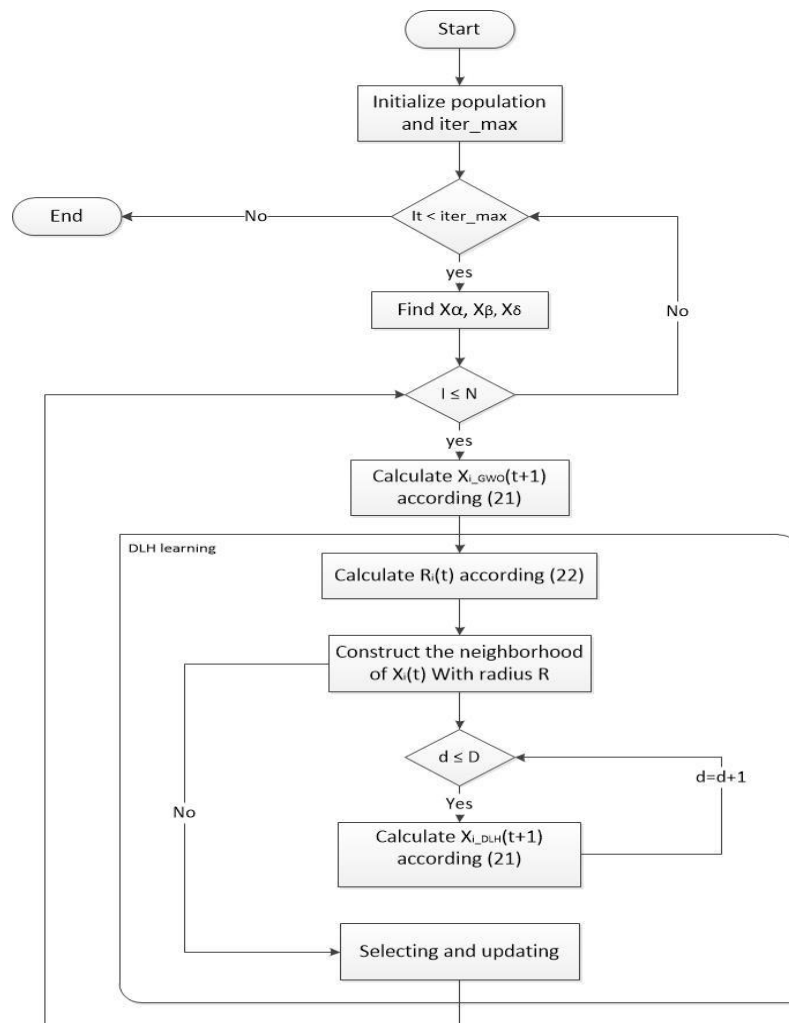 Start
Initialize population
and iter_max
End
No
It < iter_max
yes
Find Xα, Xβ, Xδ
No
I ≤ N
yes
Calculate Xi_GWO(t+1)
according (21)
DLH learning
Calculate Ri(t) according (22)
Construct the neighborhood
of Xi(t) With radius R
d ≤ D
d=d+1
No
Yes
Calculate Xi_DLH(t+1)
according (21)
Selecting and updating